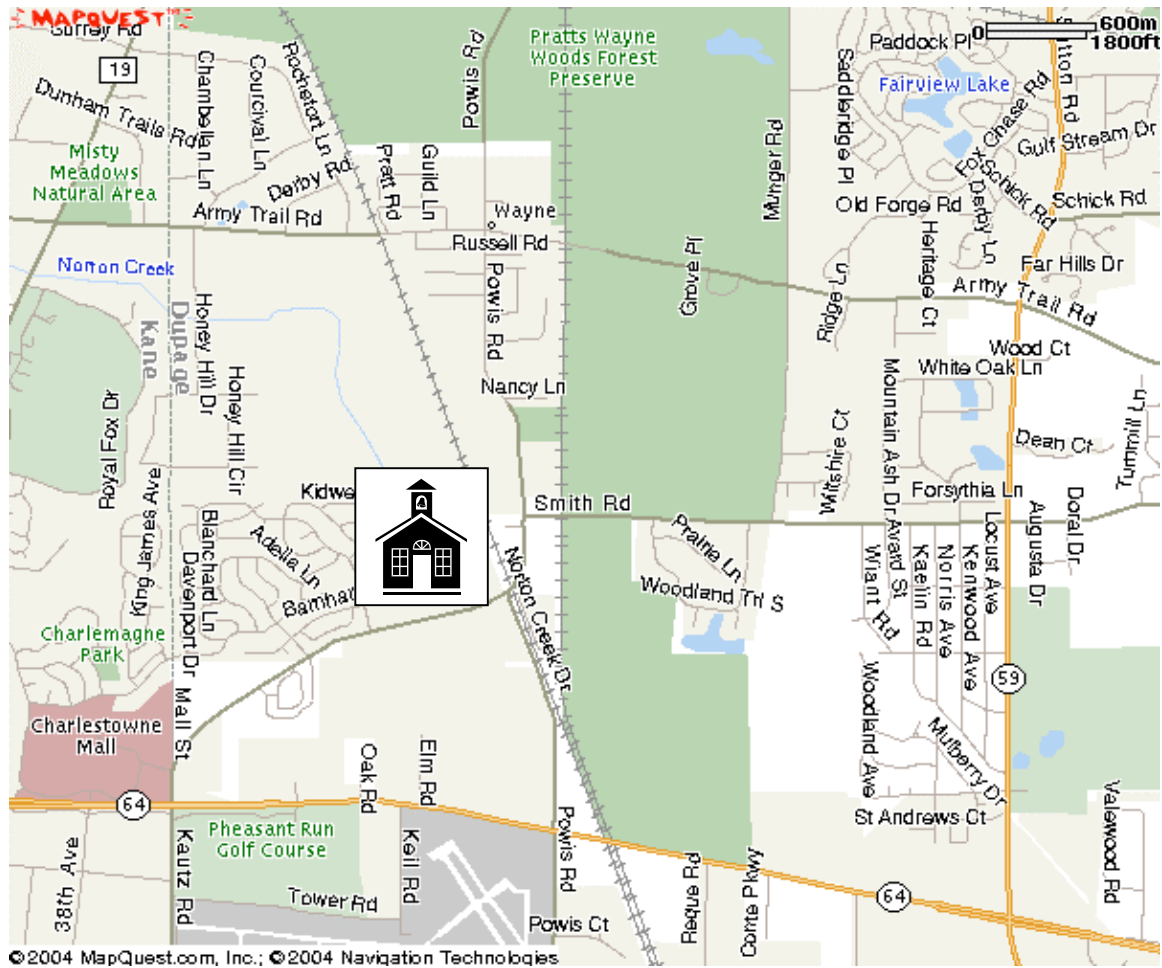 MAPQUEST
Surrey Rd
19
Dunham Trails Rd
Chambellan Ln
Courcival Ln
Rochefort Ln
Powis Rd
Pratts Wayne
Woods Forest
Preserve
0
600m
1800ft
Paddock Pl
Saddleridge Pl
Fairview Lake
Fox Chase Rd
Sutton Rd
Gulf Stream Dr
Misty
Meadows
Natural Area
Derby Rd
Pratt Rd
Guild Ln
Munger Rd
Schick Rd
Schick Rd
Army Trail Rd
Wayne
Russell Rd
Old Forge Rd
Derby Ln
Heritage Ct
Far Hills Dr
Norton Creek
Grove Pl
Ridge Ln
Army Trail Rd
Kane
Dupage
Honey Hill Dr
Powis Rd
Wood Ct
White Oak Ln
Nancy Ln
Royal Fox Dr
Honey Hill Cir
Mountain Ash Dr
Wiltshire Ct
Dean Ct
Turnmill Ln
Kidwe
Smith Rd
Forsythia Ln
King James Ave
Blanchard Ln
Davenport Dr
Adella Ln
Barnhar
Norton Creek Dr
Prairie Ln
Woodland Trl S
Wiant Rd
Avard St
Kaelin Rd
Norris Ave
Kenwood Ave
Locust Ave
Augusta Dr
Doral Dr
Charlemagne
Park
Mall St
59
Charlestowne
Mall
Woodland Ave
Mulberry Dr
64
Oak Rd
Elm Rd
St Andrews Ct
Valewood Rd
Pheasant Run
Golf Course
38th Ave
Kautz Rd
Keil Rd
Tower Rd
Powis Rd
Powis Ct
Reque Rd
Conte Pkwy
64
©2004 MapQuest.com, Inc.; ©2004 Navigation Technologies